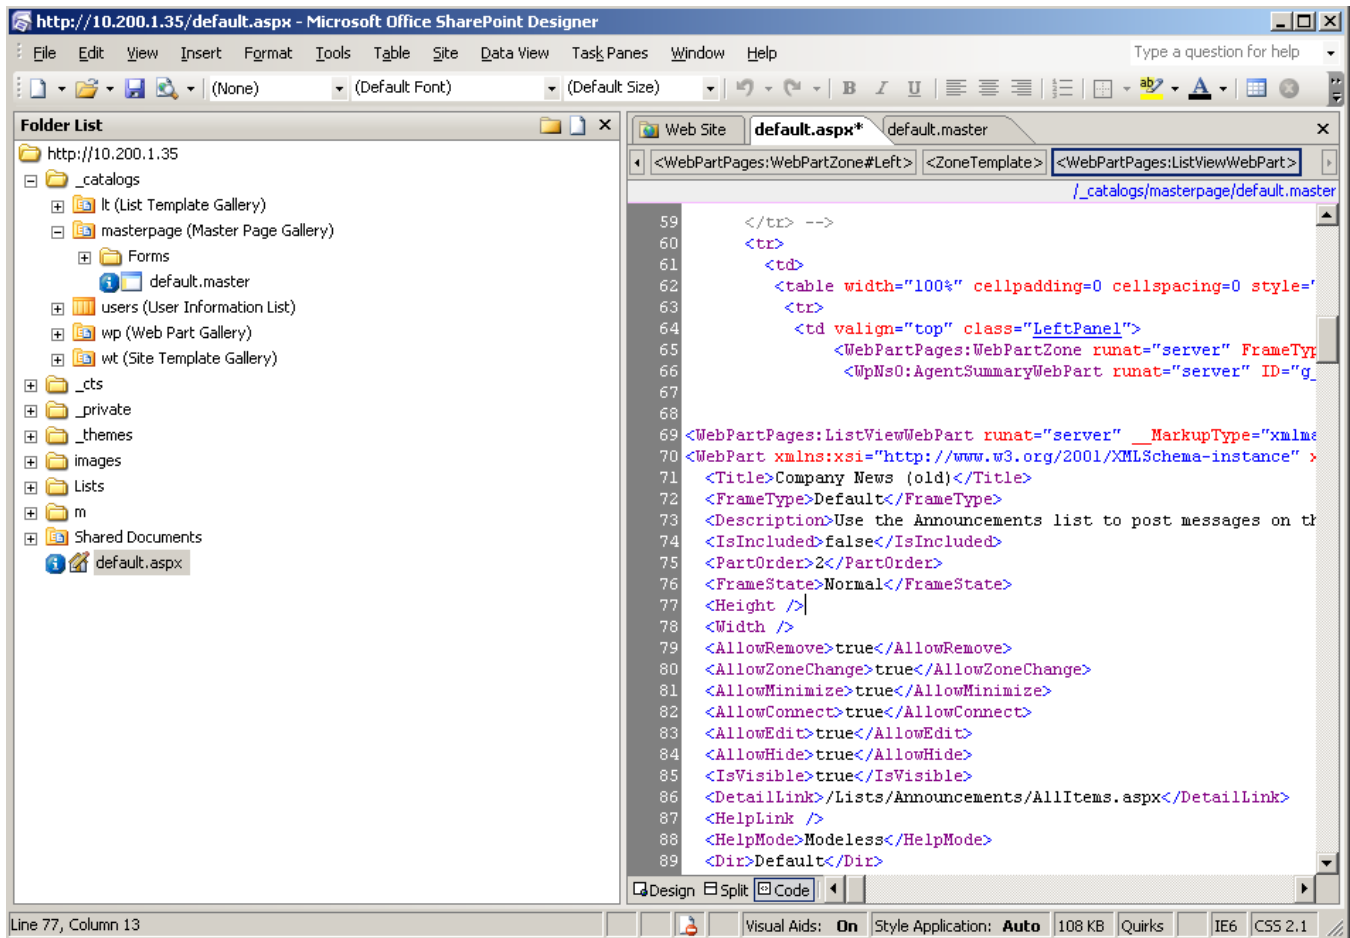 http://10.200.1.35/default.aspx - Microsoft Office SharePoint Designer
File Edit View Insert Format Tools Table Site Data View Task Panes Window Help Type a question for help
(None) (Default Font) (Default Size) B I U ab A
Folder List
http://10.200.1.35
_catalogs
lt (List Template Gallery)
masterpage (Master Page Gallery)
Forms
default.master
users (User Information List)
wp (Web Part Gallery)
wt (Site Template Gallery)
_cts
_private
_themes
images
Lists
m
Shared Documents
default.aspx
Web Site default.aspx* default.master
<WebPartPages:WebPartZone#Left> <ZoneTemplate> <WebPartPages:ListViewWebPart>
/_catalogs/masterpage/default.master
59 </tr> -->
60 <tr>
61 <td>
62 <table width="100%" cellpadding=0 cellspacing=0 style="
63 <tr>
64 <td valign="top" class="LeftPanel">
65 <WebPartPages:WebPartZone runat="server" FrameTyp
66 <WpNs0:AgentSummaryWebPart runat="server" ID="g_
67
68
69 <WebPartPages:ListViewWebPart runat="server" __MarkupType="xmlma
70 <WebPart xmlns:xsi="http://www.w3.org/2001/XMLSchema-instance" x
71 <Title>Company News (old)</Title>
72 <FrameType>Default</FrameType>
73 <Description>Use the Announcements list to post messages on th
74 <IsIncluded>false</IsIncluded>
75 <PartOrder>2</PartOrder>
76 <FrameState>Normal</FrameState>
77 <Height />
78 <Width />
79 <AllowRemove>true</AllowRemove>
80 <AllowZoneChange>true</AllowZoneChange>
81 <AllowMinimize>true</AllowMinimize>
82 <AllowConnect>true</AllowConnect>
83 <AllowEdit>true</AllowEdit>
84 <AllowHide>true</AllowHide>
85 <IsVisible>true</IsVisible>
86 <DetailLink>/Lists/Announcements/AllItems.aspx</DetailLink>
87 <HelpLink />
88 <HelpMode>Modeless</HelpMode>
89 <Dir>Default</Dir>
Design Split Code
Line 77, Column 13 Visual Aids: On Style Application: Auto 108 KB Quirks IE6 CSS 2.1